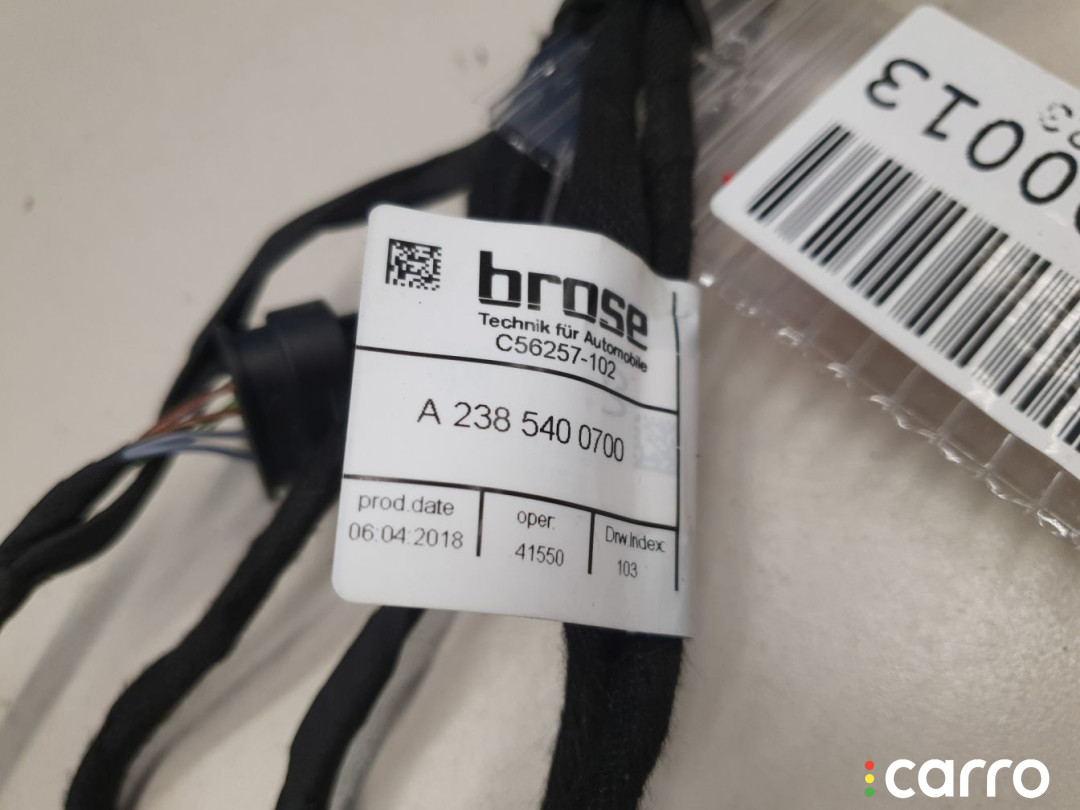 brose
Technik für Automobile
C56257-102
A 238 540 0700
prod.date
06.04.2018
oper.
41550
Drw.Index:
103
carro